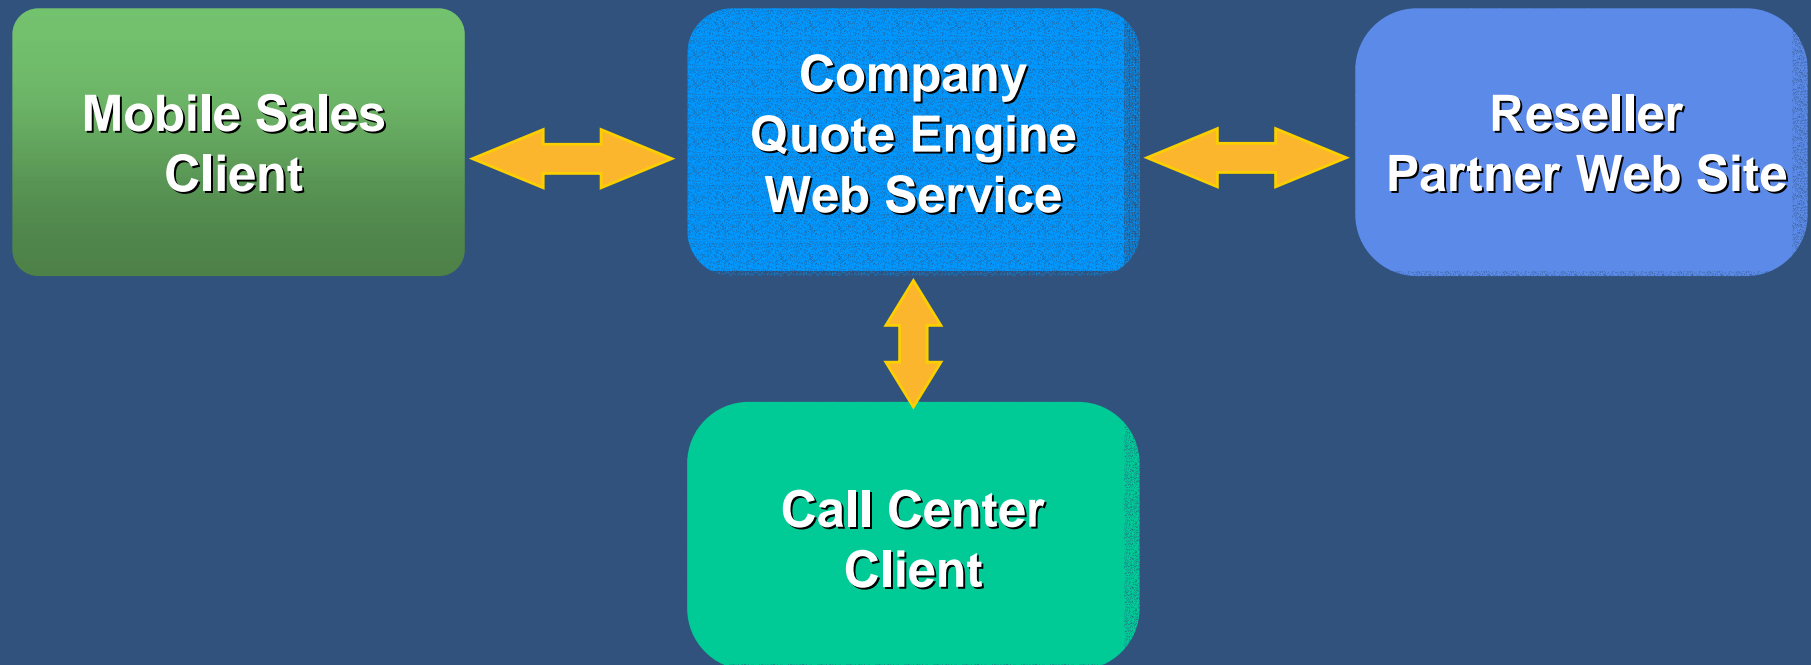 Mobile Sales
Client
Company
Quote Engine
Web Service
Reseller
Partner Web Site
Call Center
Client